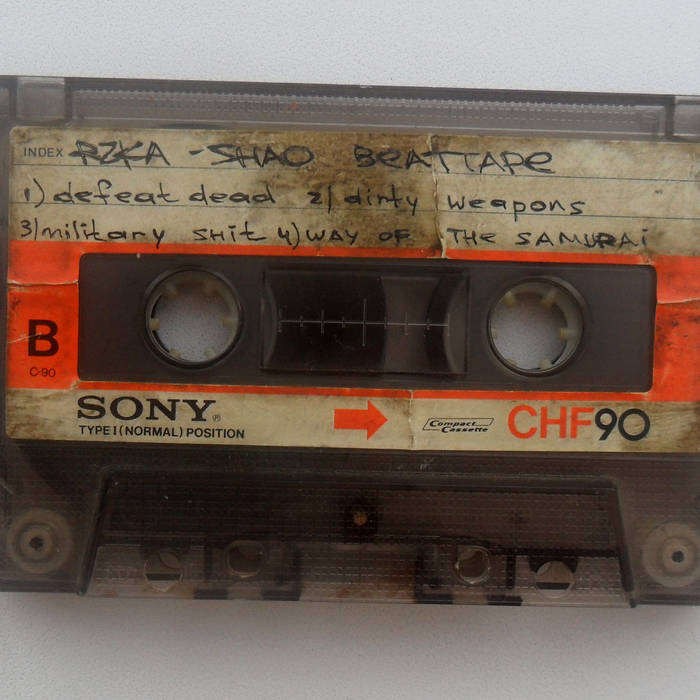 INDEX RZKA - SHAO BEATTAPE
1) defeat dead 2) dirty weapons
3) military shit 4) WAY OF THE SAMURAI
B
C-90
SONY®
TYPE I (NORMAL) POSITION
Compact Cassette
CHF90